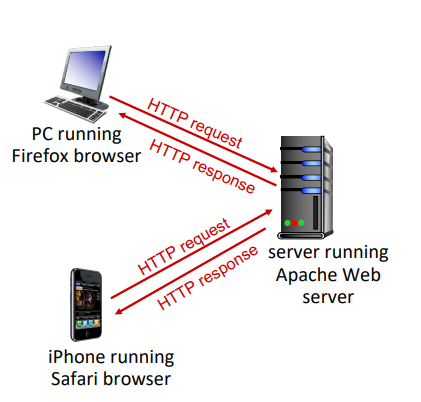 HTTP request
PC running
Firefox browser
HTTP response
HTTP request
server running
Apache Web
server
HTTP response
iPhone running
Safari browser